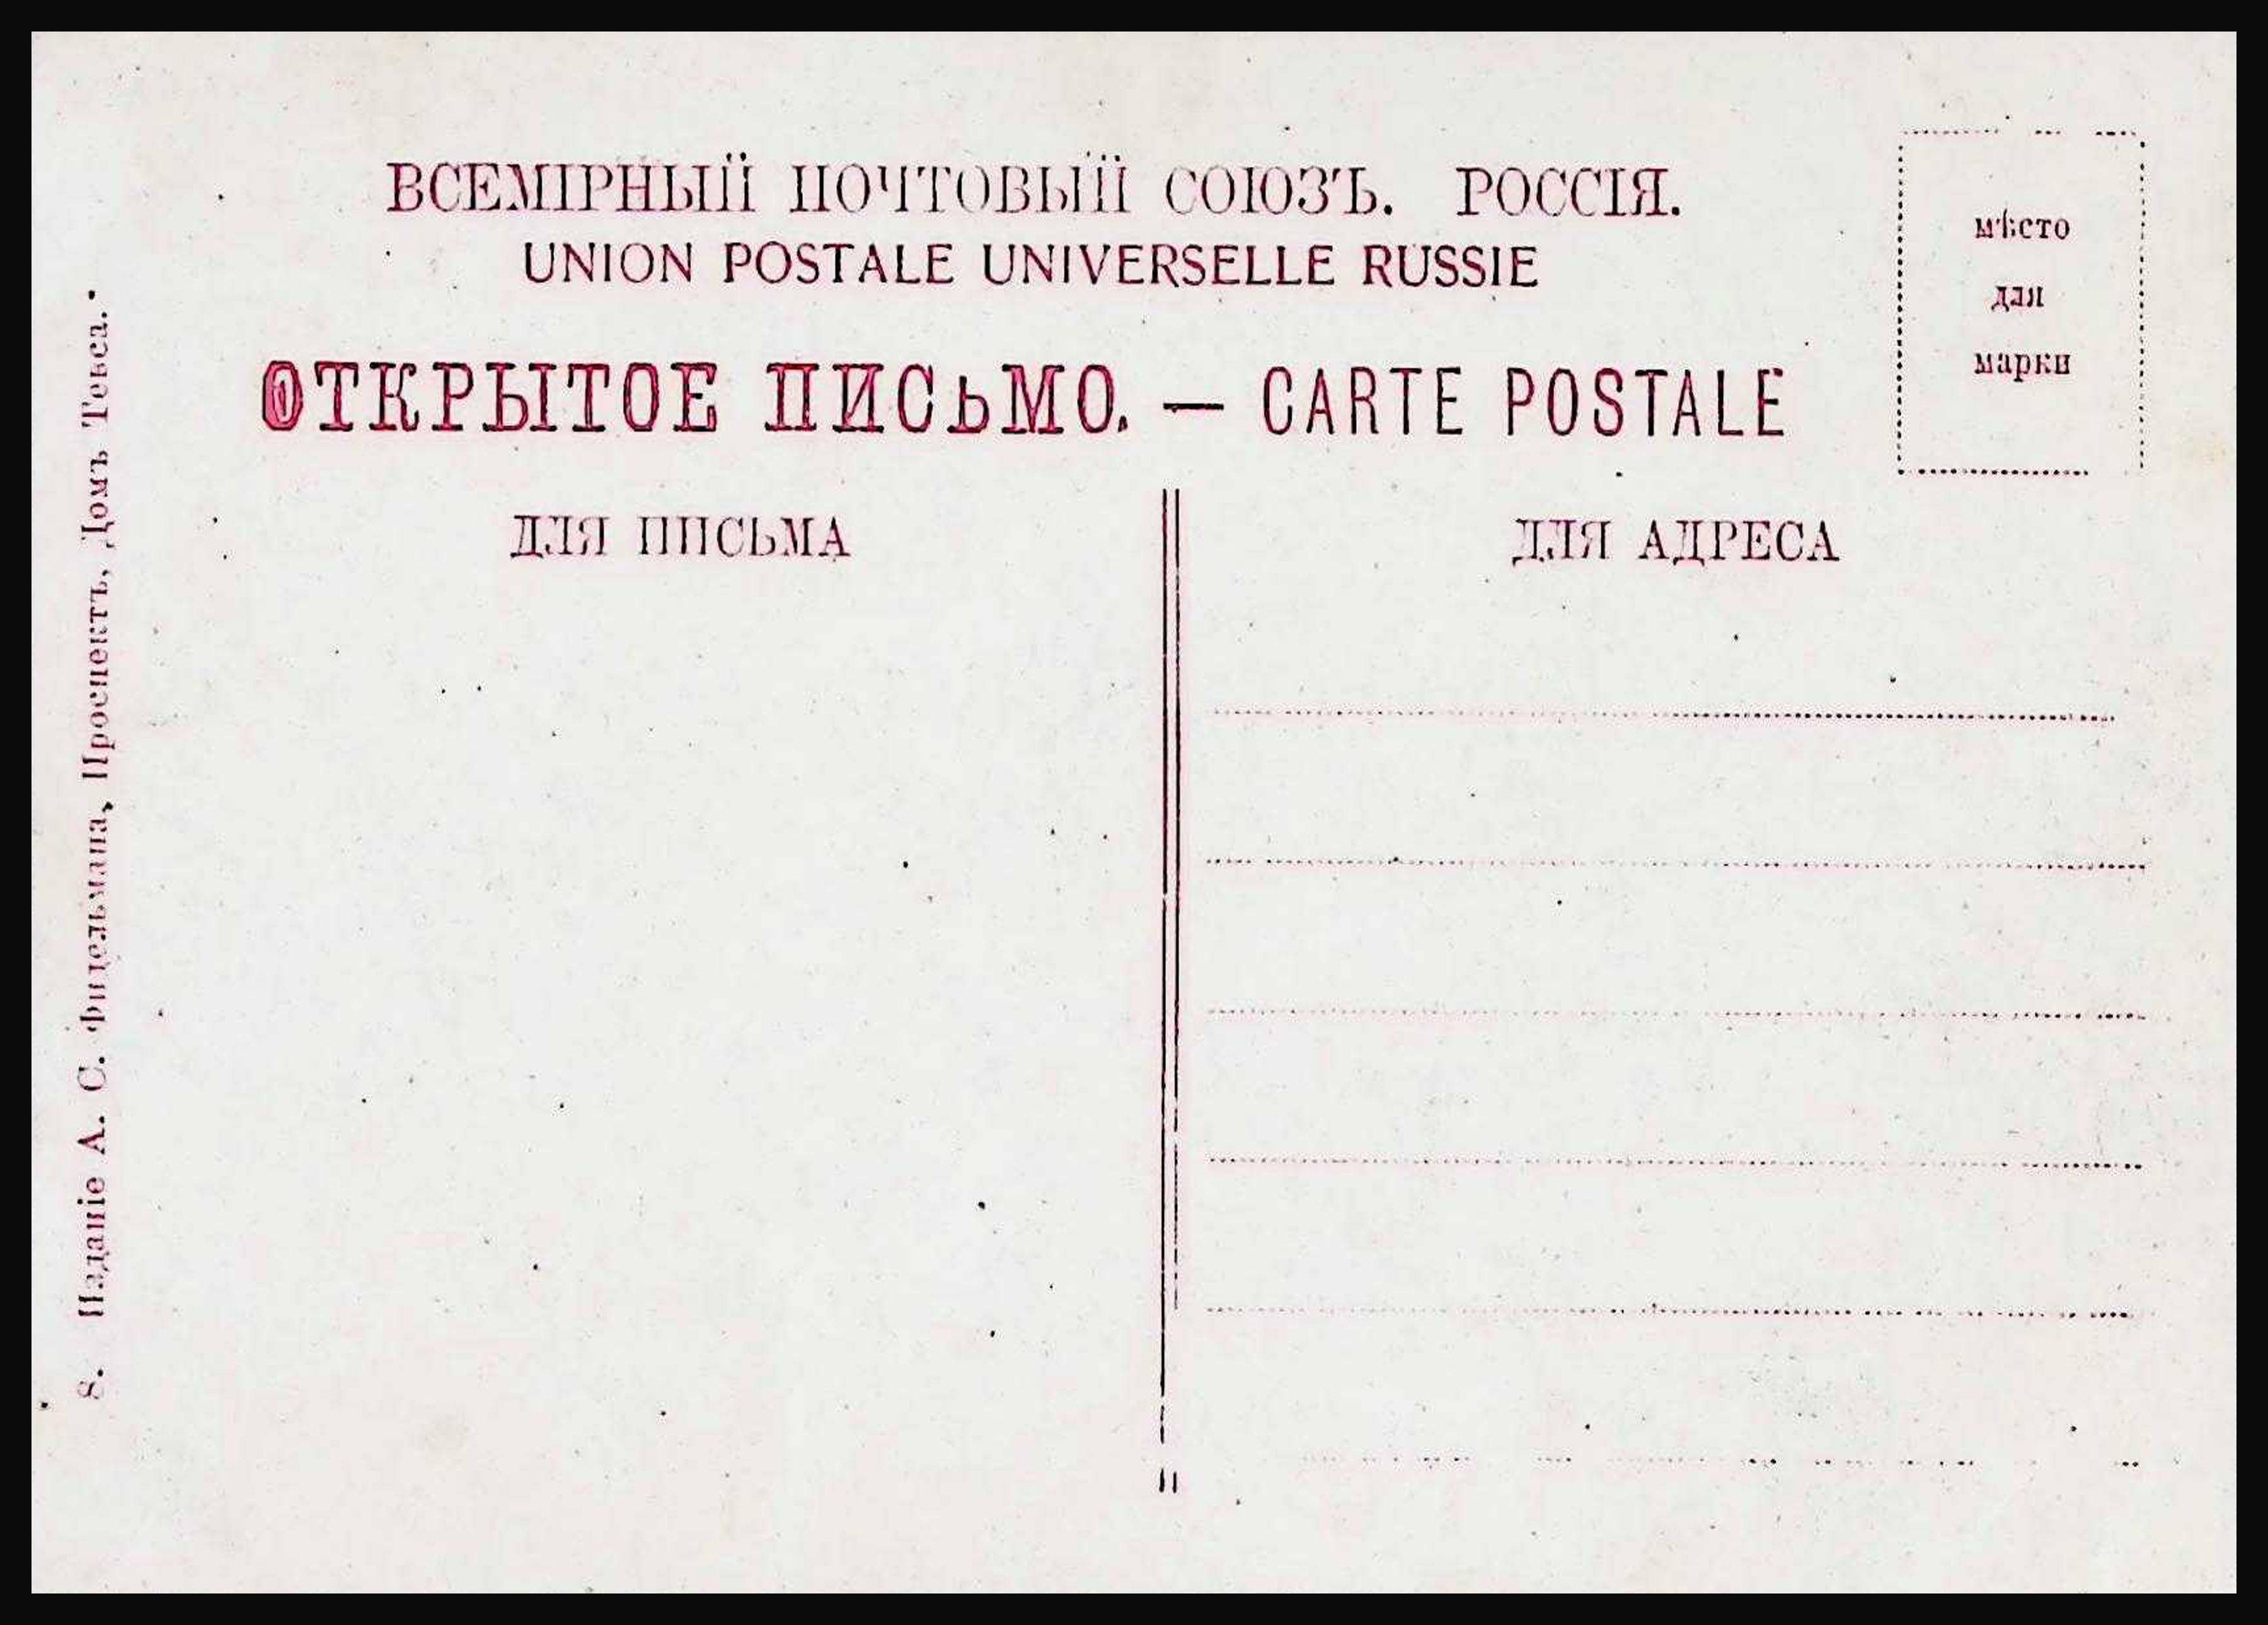 ВСЕМІРНЫЙ ПОЧТОВЫЙ СОЮЗЪ. РОССІЯ.
UNION POSTALE UNIVERSELLE RUSSIE
ОТКРЫТОЕ ПИСЬМО. — CARTE POSTALE
мѣсто
для
марки
ДЛЯ ПИСЬМА
ДЛЯ АДРЕСА
8. Изданіе А. С. Фищельмана, Проспектъ, Домъ Товса.